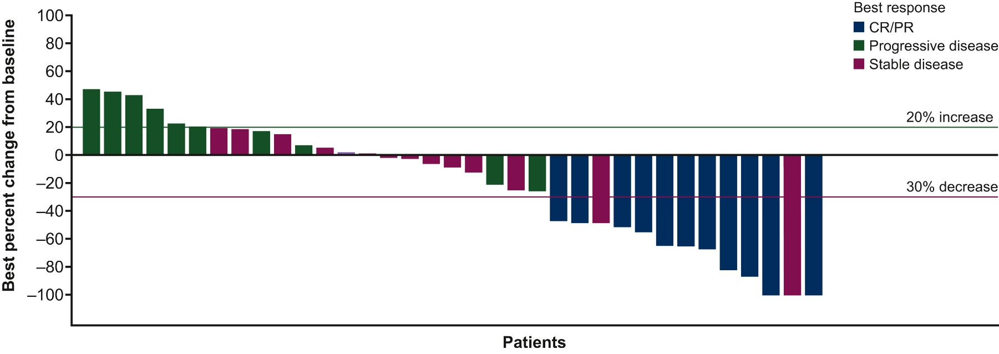 Best percent change from baseline
100
80
60
40
20
0
–20
–40
–60
–80
–100
Best response
CR/PR
Progressive disease
Stable disease
20% increase
30% decrease
Patients